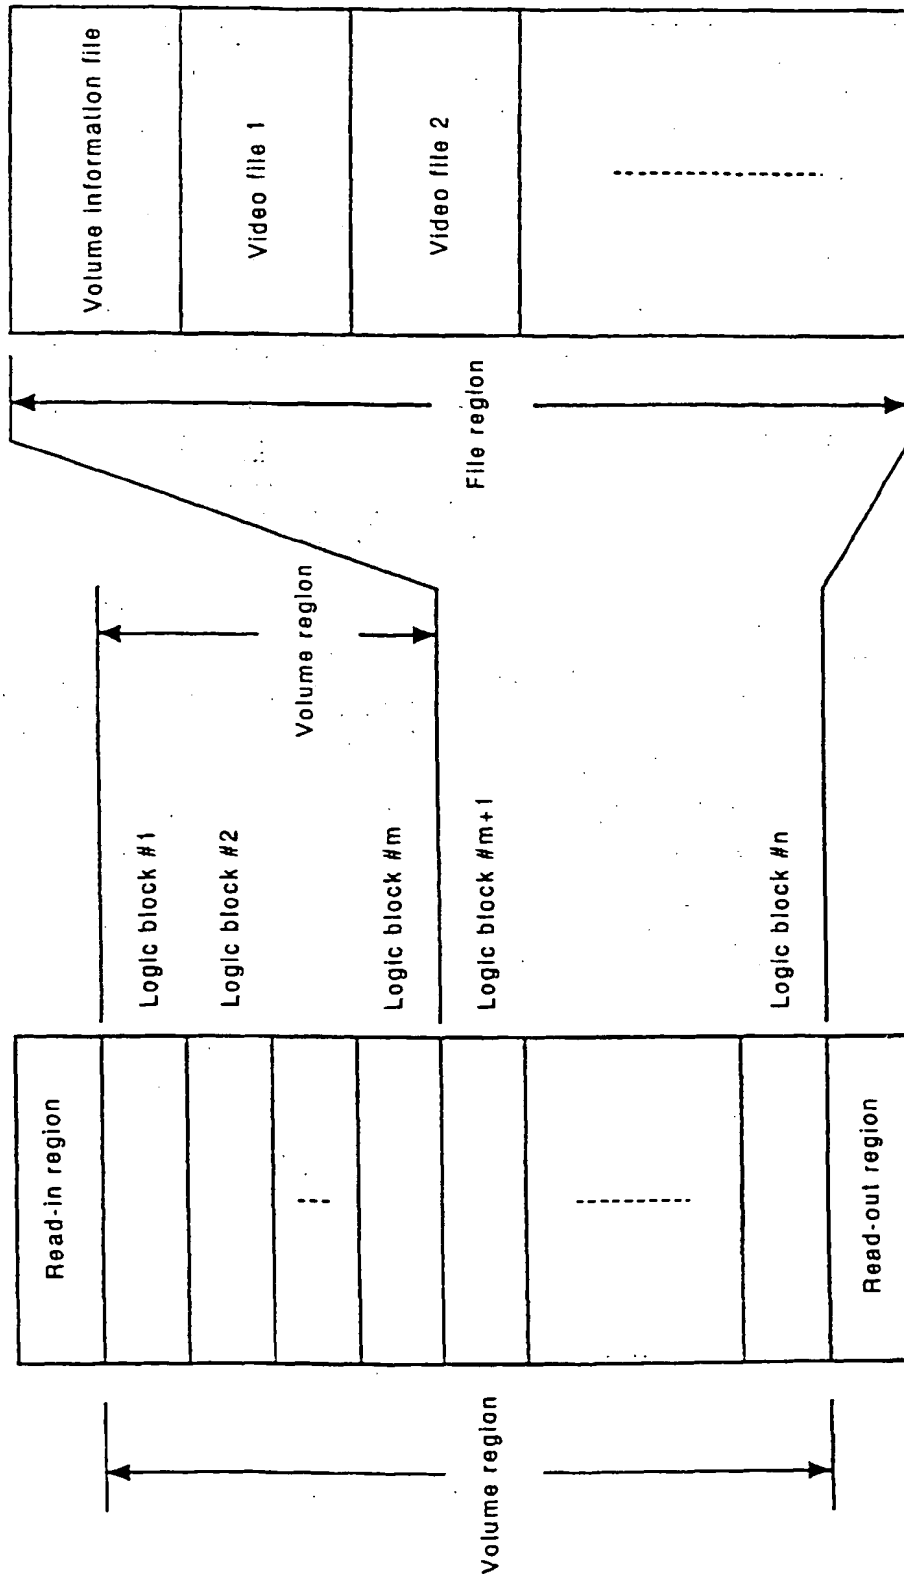 Volume region
Read-in region
Read-out region
Logic block #1
Logic block #2
Logic block #m
Logic block #m+1
Logic block #n
Volume region
File region
Volume information file
Video file 1
Video file 2